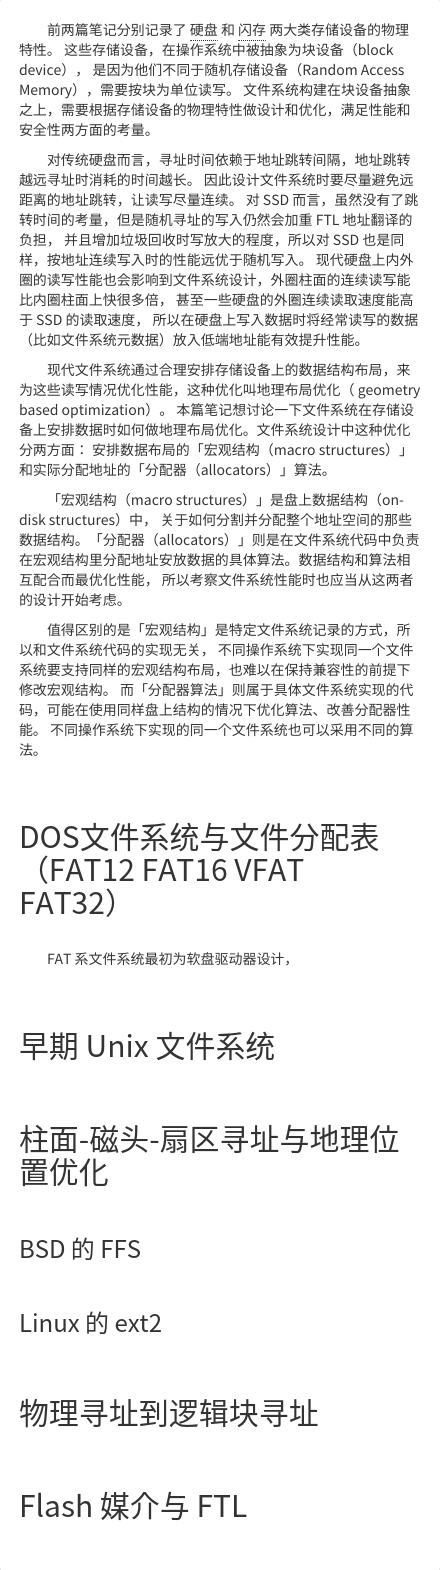 前两篇笔记分别记录了 硬盘 和 闪存 两大类存储设备的物理
特性。 这些存储设备，在操作系统中被抽象为块设备（block
device）， 是因为他们不同于随机存储设备（Random Access
Memory），需要按块为单位读写。 文件系统构建在块设备抽象
之上，需要根据存储设备的物理特性做设计和优化，满足性能和
安全性两方面的考量。
对传统硬盘而言，寻址时间依赖于地址跳转间隔，地址跳转
越远寻址时消耗的时间越长。 因此设计文件系统时要尽量避免远
距离的地址跳转，让读写尽量连续。 对 SSD 而言，虽然没有了跳
转时间的考量，但是随机寻址的写入仍然会加重 FTL 地址翻译的
负担， 并且增加垃圾回收时写放大的程度，所以对 SSD 也是同
样，按地址连续写入时的性能远优于随机写入。 现代硬盘上内外
圈的读写性能也会影响到文件系统设计，外圈柱面的连续读写能
比内圈柱面上快很多倍， 甚至一些硬盘的外圈连续读取速度能高
于 SSD 的读取速度， 所以在硬盘上写入数据时将经常读写的数据
（比如文件系统元数据）放入低端地址能有效提升性能。
现代文件系统通过合理安排存储设备上的数据结构布局，来
为这些读写情况优化性能，这种优化叫地理布局优化（ geometry
based optimization）。 本篇笔记想讨论一下文件系统在存储设
备上安排数据时如何做地理布局优化。文件系统设计中这种优化
分两方面： 安排数据布局的「宏观结构（macro structures）」
和实际分配地址的「分配器（allocators）」算法。
「宏观结构（macro structures）」是盘上数据结构（on-
disk structures）中， 关于如何分割并分配整个地址空间的那些
数据结构。「分配器（allocators）」则是在文件系统代码中负责
在宏观结构里分配地址安放数据的具体算法。数据结构和算法相
互配合而最优化性能， 所以考察文件系统性能时也应当从这两者
的设计开始考虑。
值得区别的是「宏观结构」是特定文件系统记录的方式，所
以和文件系统代码的实现无关， 不同操作系统下实现同一个文件
系统要支持同样的宏观结构布局，也难以在保持兼容性的前提下
修改宏观结构。 而「分配器算法」则属于具体文件系统实现的代
码，可能在使用同样盘上结构的情况下优化算法、改善分配器性
能。 不同操作系统下实现的同一个文件系统也可以采用不同的算
法。
DOS文件系统与文件分配表
（FAT12 FAT16 VFAT
FAT32）
FAT 系文件系统最初为软盘驱动器设计，
早期 Unix 文件系统
柱面-磁头-扇区寻址与地理位
置优化
BSD 的 FFS
Linux 的 ext2
物理寻址到逻辑块寻址
Flash 媒介与 FTL